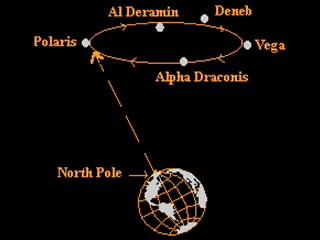 Al Deramin
Deneb
Polaris
Vega
Alpha Draconis
North Pole